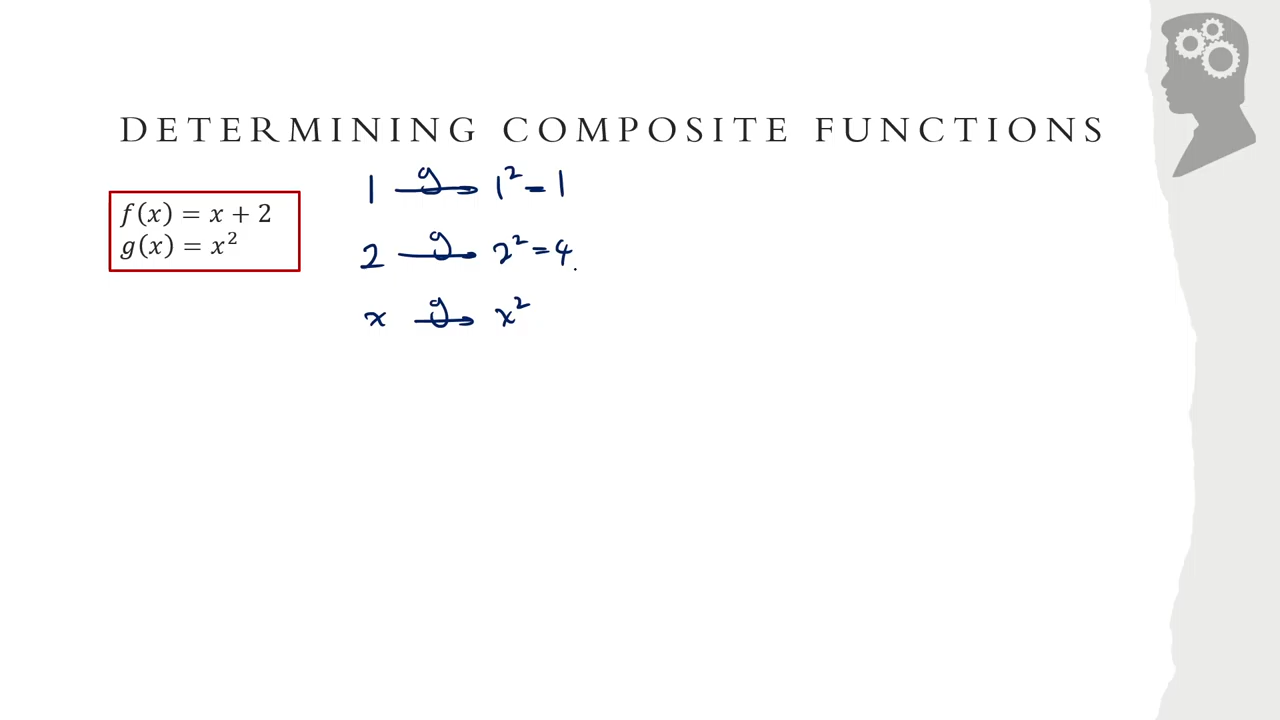 DETERMINING COMPOSITE FUNCTIONS
f(x) = x + 2
g(x) = x²
1 g→ 1² = 1
2 g→ 2² = 4
x g→ x²